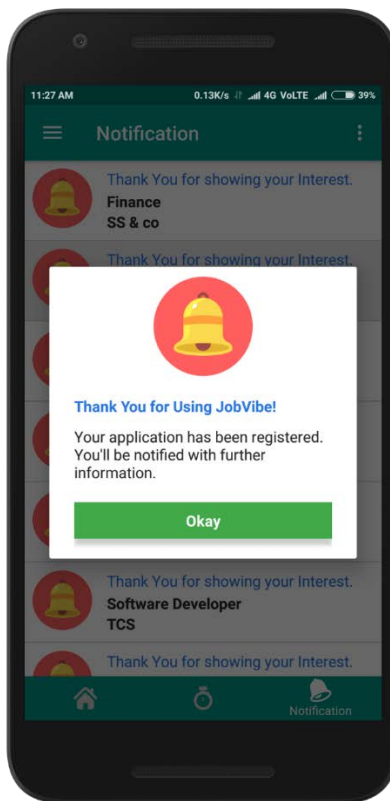 11:27 AM 0.13K/s 4G VoLTE 39%
Notification
Thank You for showing your Interest.
Finance
SS & co
Thank You for showing your Interest.
Thank You for Using JobVibe!
Your application has been registered.
You'll be notified with further
information.
Okay
Thank You for showing your Interest.
Software Developer
TCS
Thank You for showing your Interest.
Notification